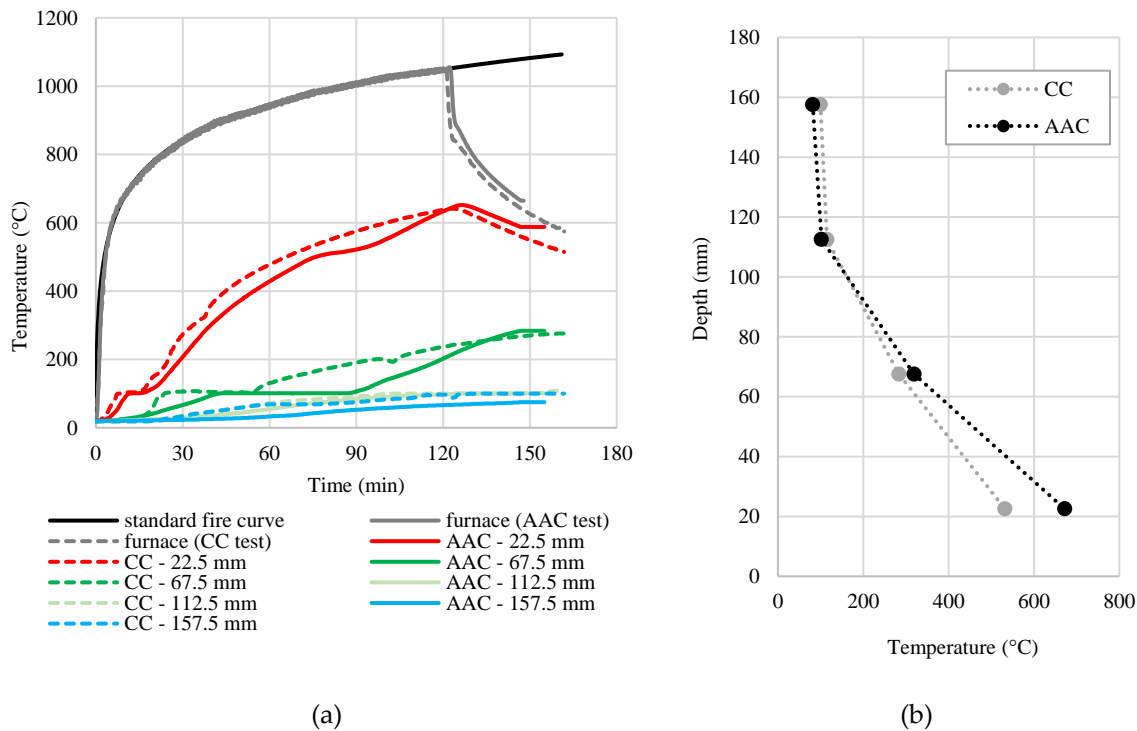 1200
1000
800
600
400
200
0
Temperature (°C)
0 30 60 90 120 150 180
Time (min)
standard fire curve furnace (AAC test)
furnace (CC test) AAC - 22.5 mm
CC - 22.5 mm AAC - 67.5 mm
CC - 67.5 mm AAC - 112.5 mm
CC - 112.5 mm AAC - 157.5 mm
CC - 157.5 mm
(a)
180
160
140
120
100
80
60
40
20
0
Depth (mm)
CC
AAC
0 200 400 600 800
Temperature (°C)
(b)